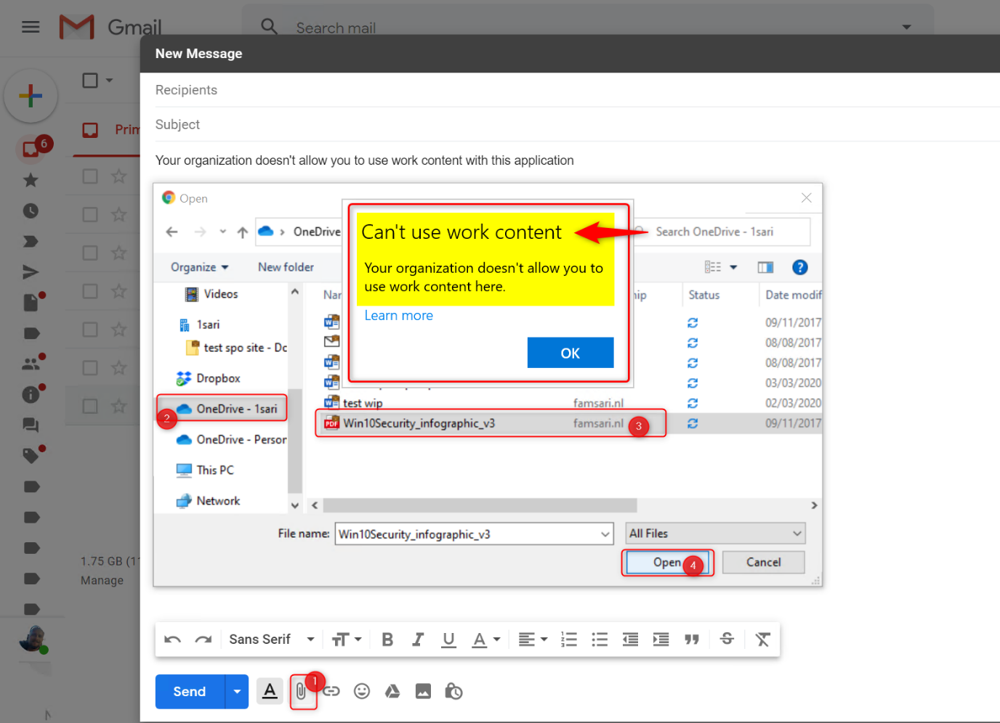 Gmail
Search mail
New Message
Recipients
Subject
Your organization doesn't allow you to use work content with this application
6
Open
OneDrive
Search OneDrive - 1sari
Can't use work content
Your organization doesn't allow you to
use work content here.
Learn more
OK
Organize
New folder
Status
Date modif
Videos
1sari
test spo site - Dc
Dropbox
OneDrive - 1sari
2
OneDrive - Person
This PC
Network
09/11/2017
08/08/2017
08/08/2017
03/03/2020
test wip famsari.nl 02/03/2020
PDF Win10Security_infographic_v3 famsari.nl 3 09/11/2017
File name: Win10Security_infographic_v3 All Files
Open 4 Cancel
1.75 GB
Manage
Sans Serif
B I U A
Send A 1